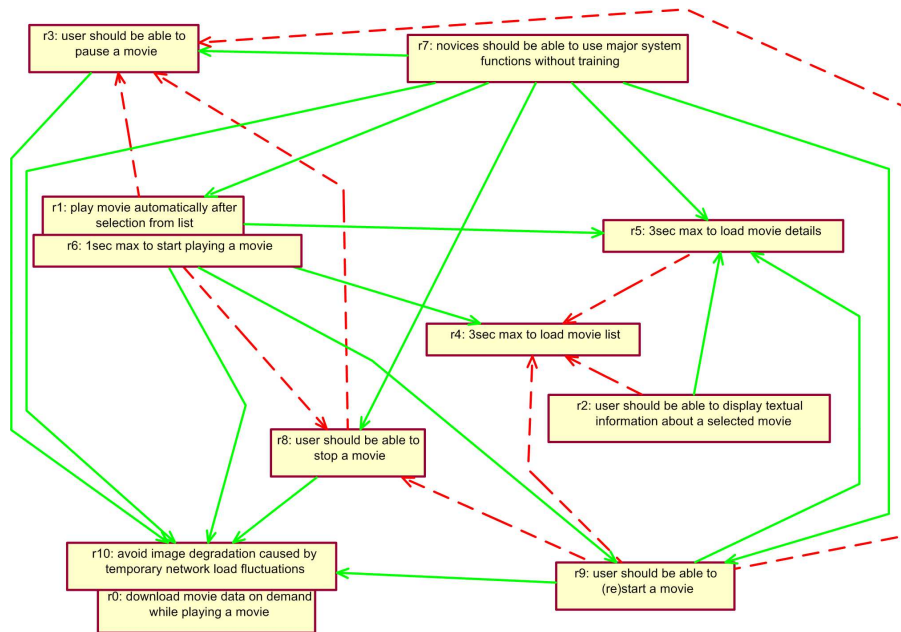 r3: user should be able to
pause a movie
r7: novices should be able to use major system
functions without training
r1: play movie automatically after
selection from list
r6: 1sec max to start playing a movie
r5: 3sec max to load movie details
r4: 3sec max to load movie list
r2: user should be able to display textual
information about a selected movie
r8: user should be able to
stop a movie
r10: avoid image degradation caused by
temporary network load fluctuations
r0: download movie data on demand
while playing a movie
r9: user should be able to
(re)start a movie